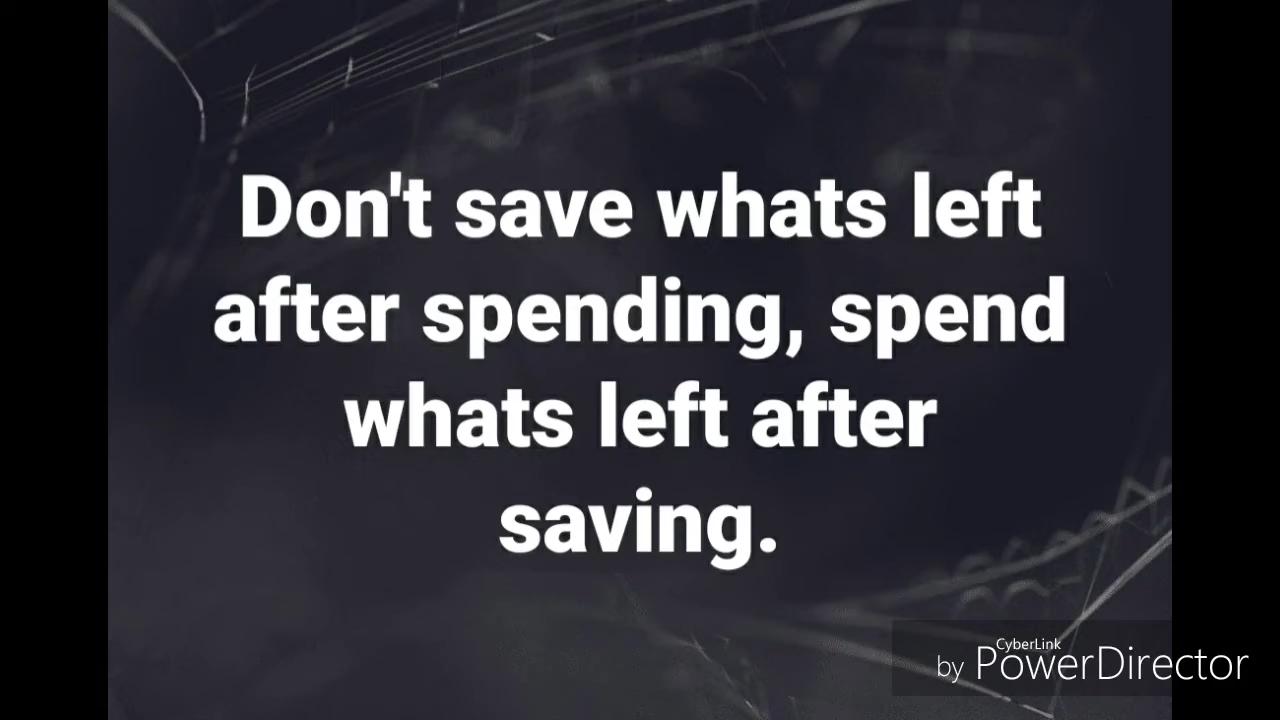 Don't save whats left
after spending, spend
whats left after
saving.
CyberLink
by PowerDirector